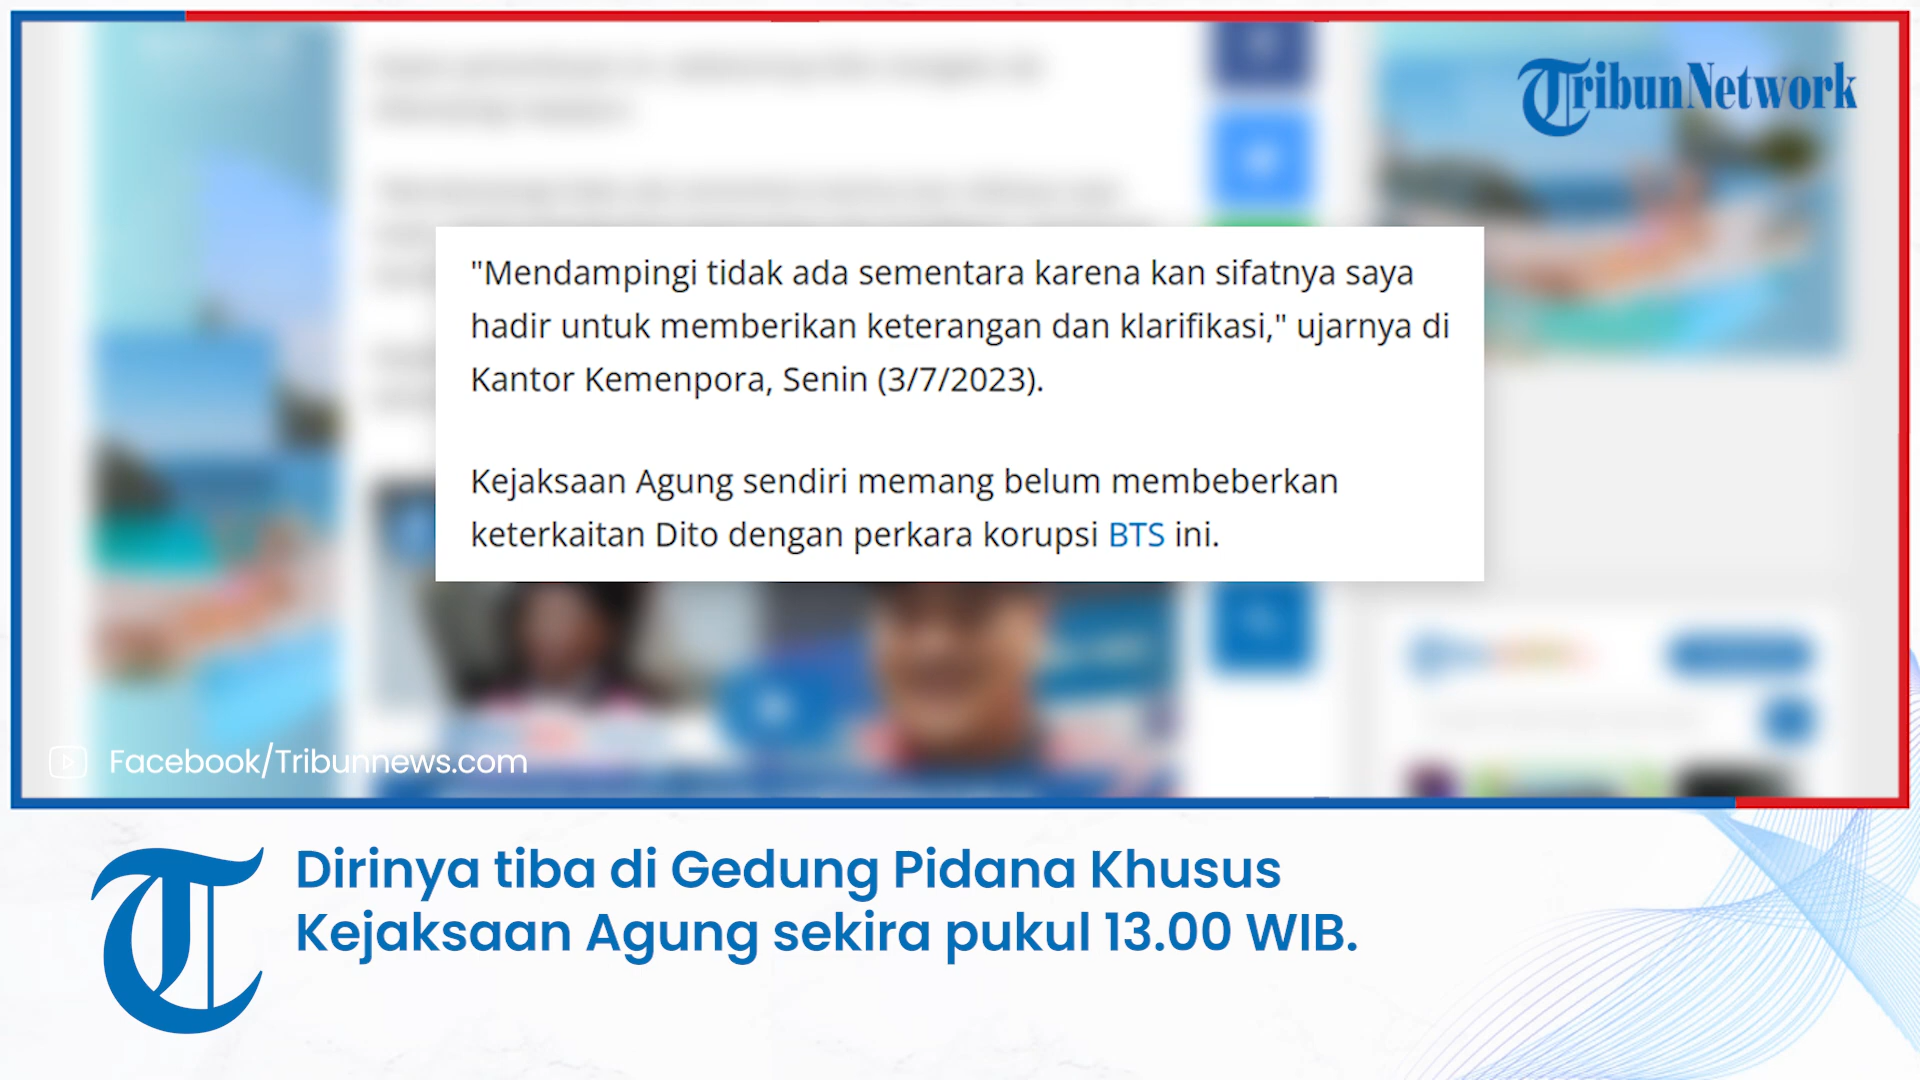 TribunNetwork
"Mendampingi tidak ada sementara karena kan sifatnya saya
hadir untuk memberikan keterangan dan klarifikasi," ujarnya di
Kantor Kemenpora, Senin (3/7/2023).
Kejaksaan Agung sendiri memang belum membeberkan
keterkaitan Dito dengan perkara korupsi BTS ini.
Facebook/Tribunnews.com
Dirinya tiba di Gedung Pidana Khusus
Kejaksaan Agung sekira pukul 13.00 WIB.